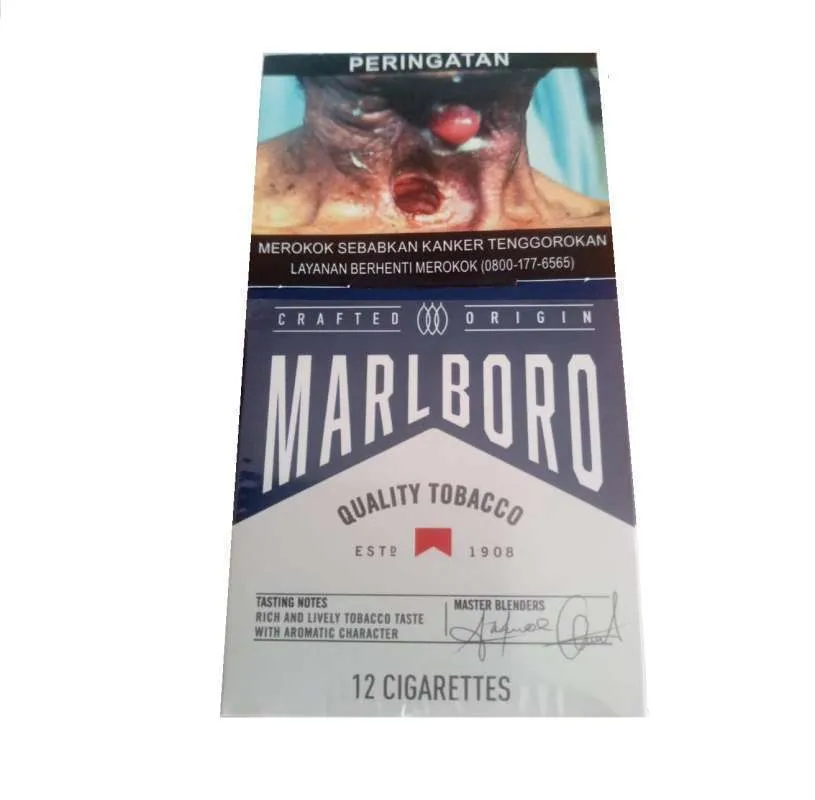 PERINGATAN
MEROKOK SEBABKAN KANKER TENGGOROKAN
LAYANAN BERHENTI MEROKOK (0800-177-6565)
CRAFTED ORIGIN
MARLBORO
QUALITY TOBACCO
ESTD 1908
TASTING NOTES
RICH AND LIVELY TOBACCO TASTE
WITH AROMATIC CHARACTER
MASTER BLENDERS
12 CIGARETTES